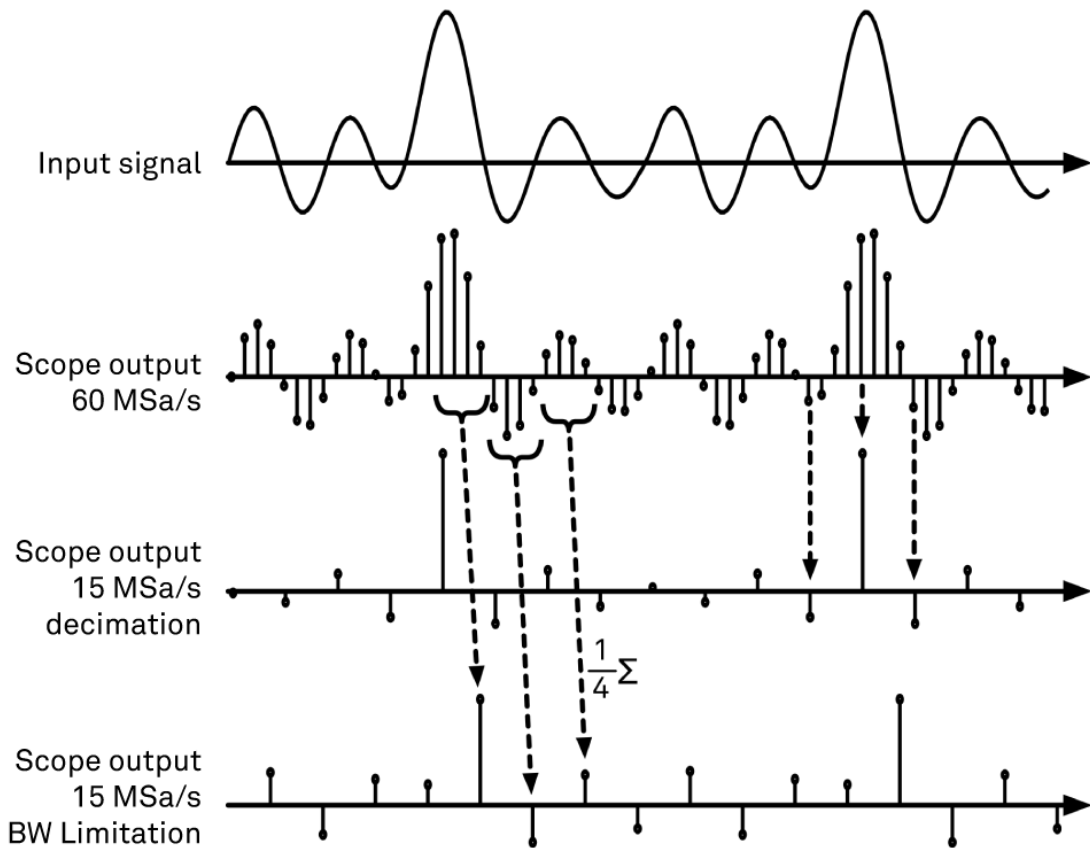 Input signal
Scope output
60 MSa/s
Scope output
15 MSa/s
decimation
1/4 Σ
Scope output
15 MSa/s
BW Limitation